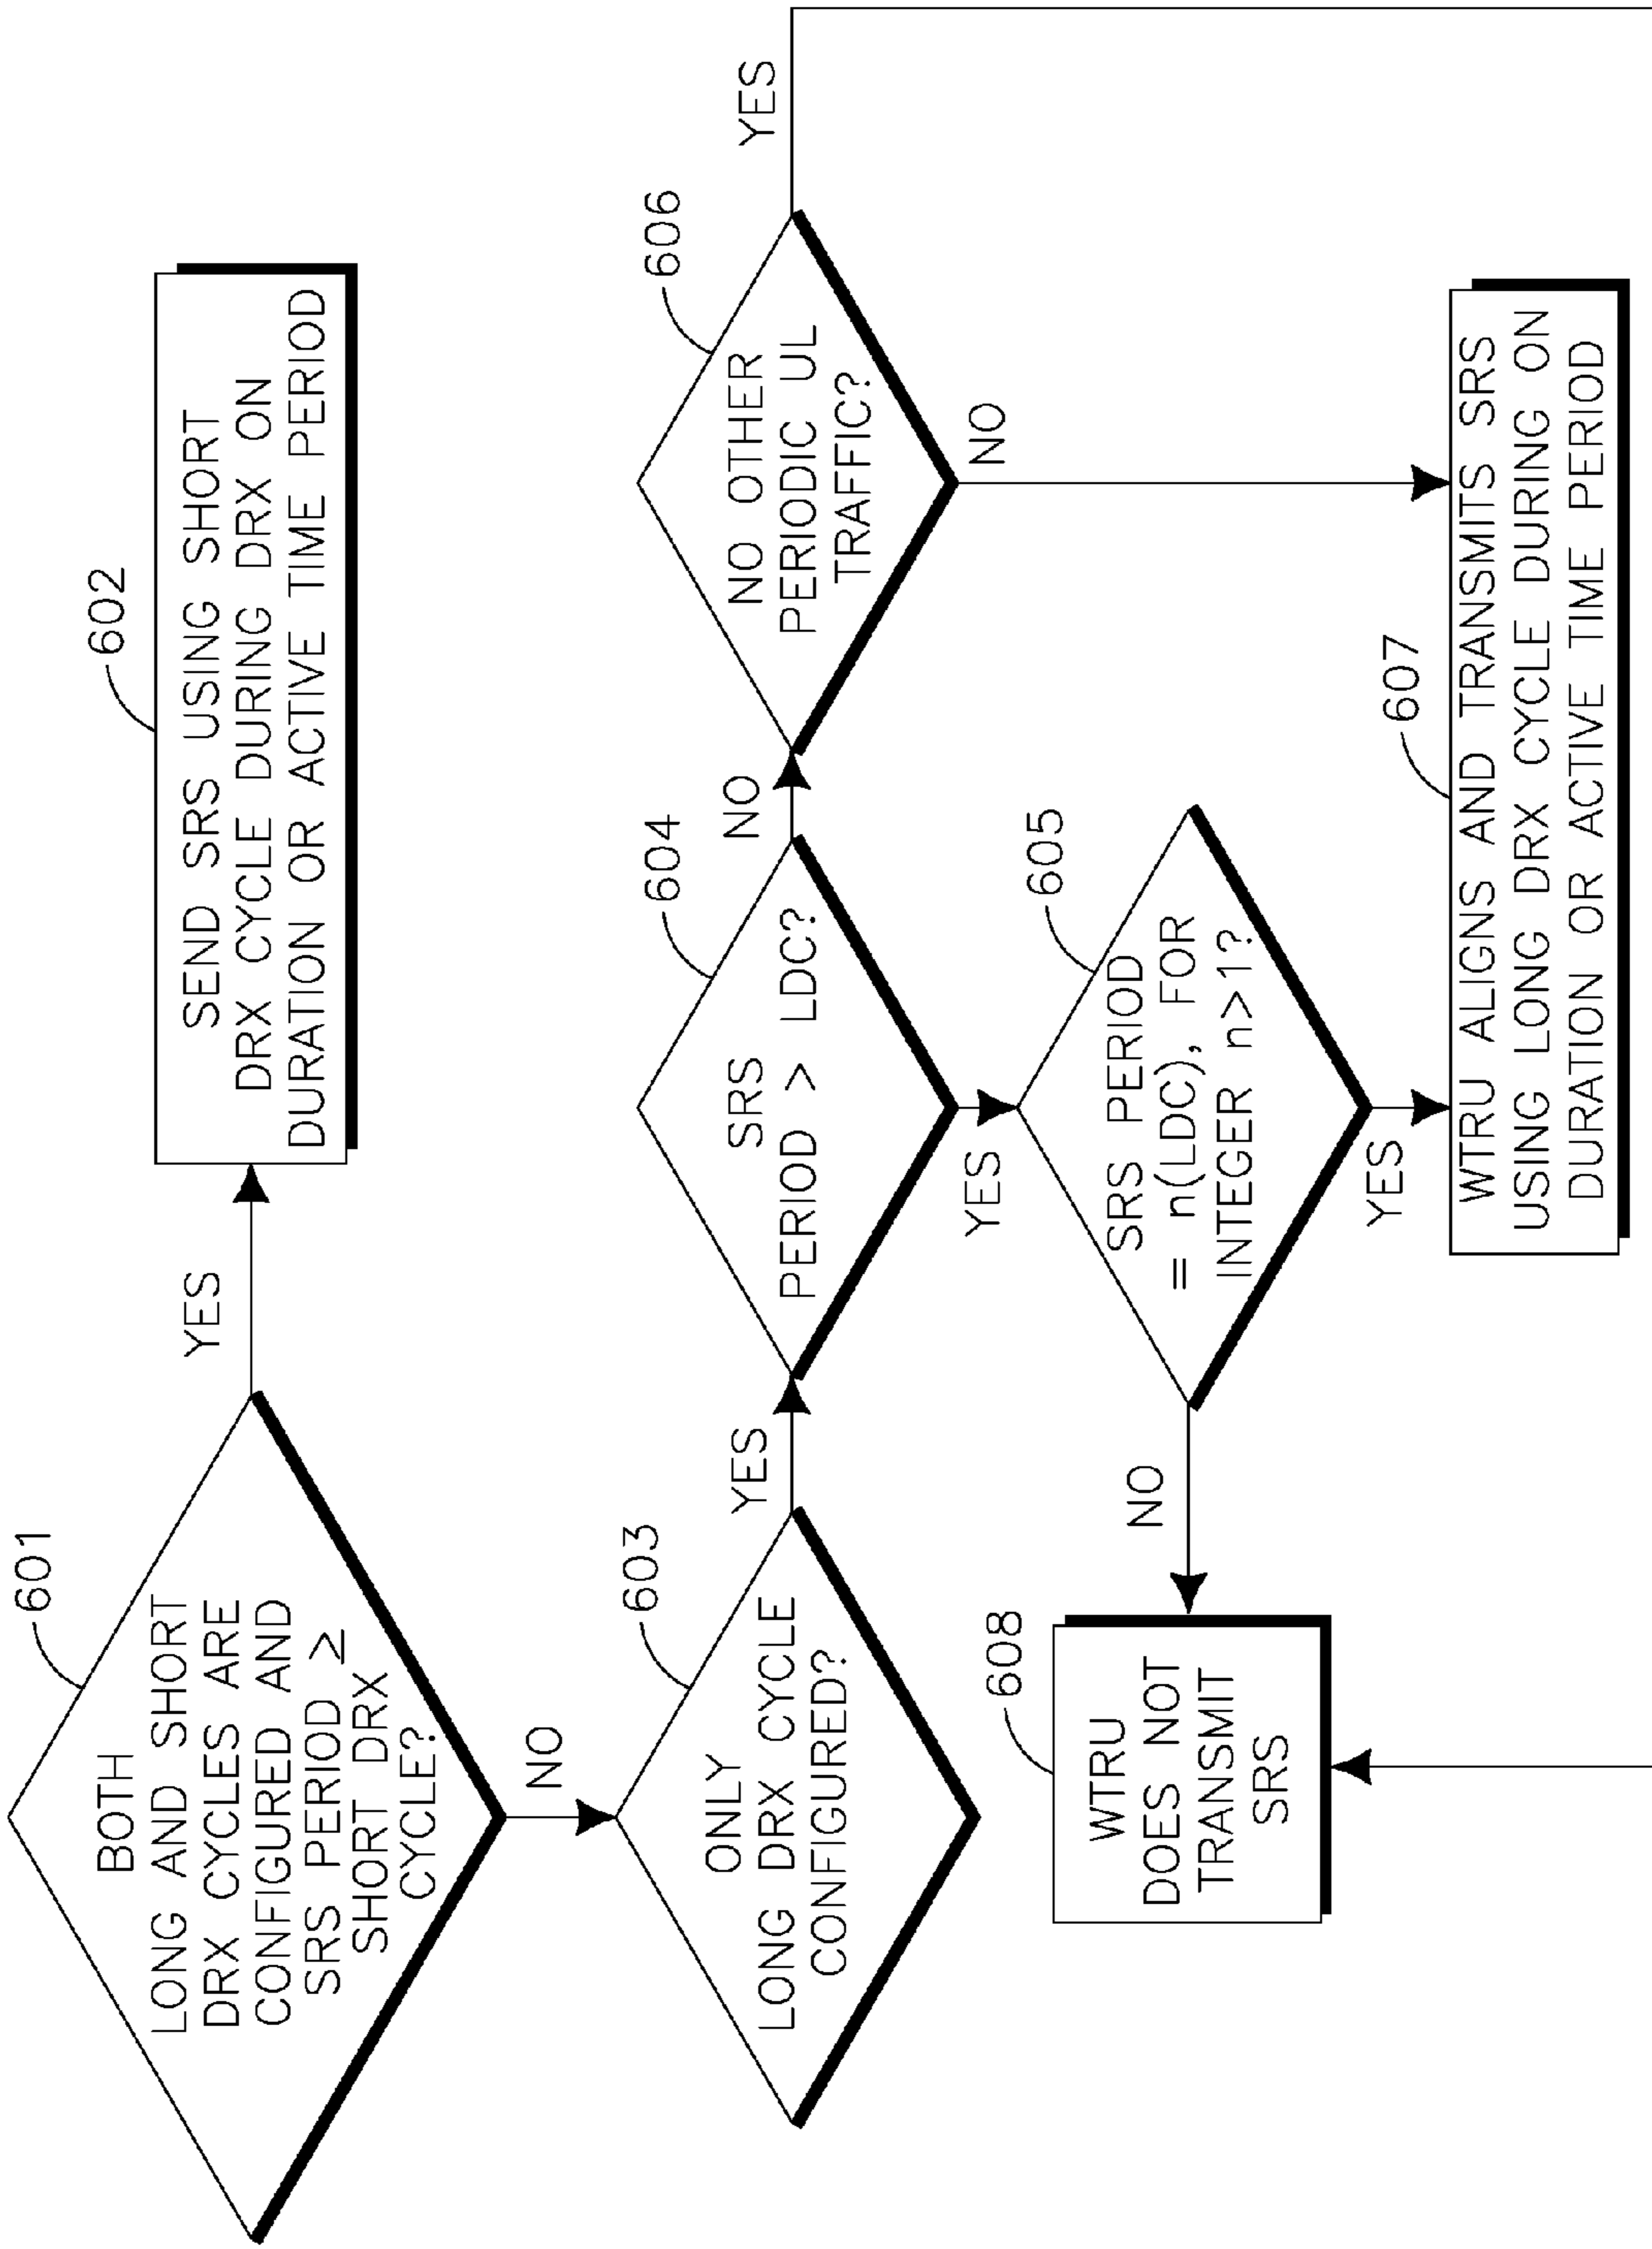 601
BOTH
LONG AND SHORT
DRX CYCLES ARE
CONFIGURED AND
SRS PERIOD ≥
SHORT DRX
CYCLE?
YES
602
SEND SRS USING SHORT
DRX CYCLE DURING DRX ON
DURATION OR ACTIVE TIME PERIOD
NO
603
ONLY
LONG DRX CYCLE
CONFIGURED?
YES
604
SRS
PERIOD > LDC?
NO
606
NO OTHER
PERIODIC UL
TRAFFIC?
YES
YES
NO
605
SRS PERIOD
= n(LDC), FOR
INTEGER n>1?
NO
608
WTRU
DOES NOT
TRANSMIT
SRS
YES
607
WTRU ALIGNS AND TRANSMITS SRS
USING LONG DRX CYCLE DURING ON
DURATION OR ACTIVE TIME PERIOD